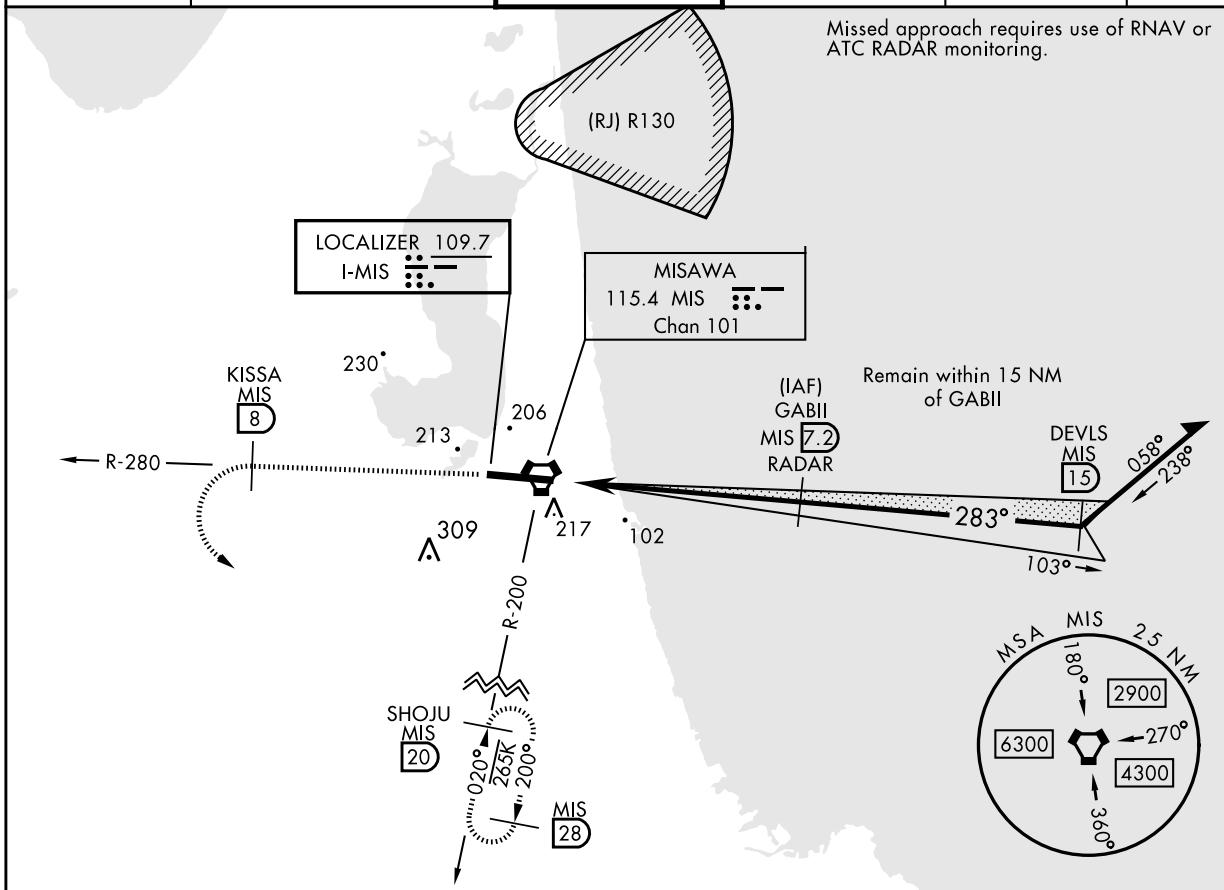 Missed approach requires use of RNAV or
ATC RADAR monitoring.
(RJ) R130
LOCALIZER 109.7
I-MIS
MISAWA
115.4 MIS
Chan 101
230
KISSA
MIS
8
213
206
(IAF)
GABII
MIS 7.2
RADAR
Remain within 15 NM
of GABII
DEVLS
MIS
15
058°
238°
R-280
309
217
102
283°
103°
R-200
SHOJU
MIS
20
020°
265K
200°
MIS
28
MSA MIS 25 NM
180°
2900
6300
270°
4300
360°